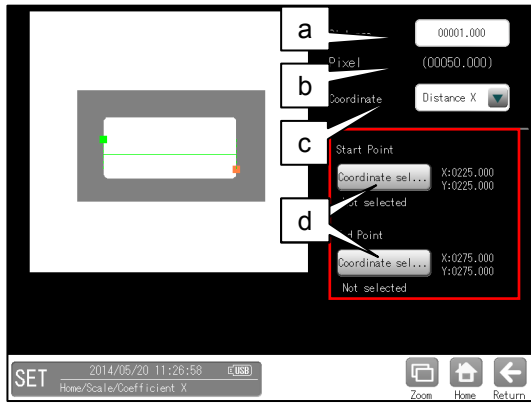 a
00001.000
Pixel
(00050.000)
b
Coordinate
Distance X
c
Start Point
Coordinate sel...
X:0225.000
Y:0225.000
Not selected
d
End Point
Coordinate sel...
X:0275.000
Y:0275.000
Not selected
SET
2014/05/20 11:26:58
USB
Home/Scale/Coefficient X
Zoom
Home
Return